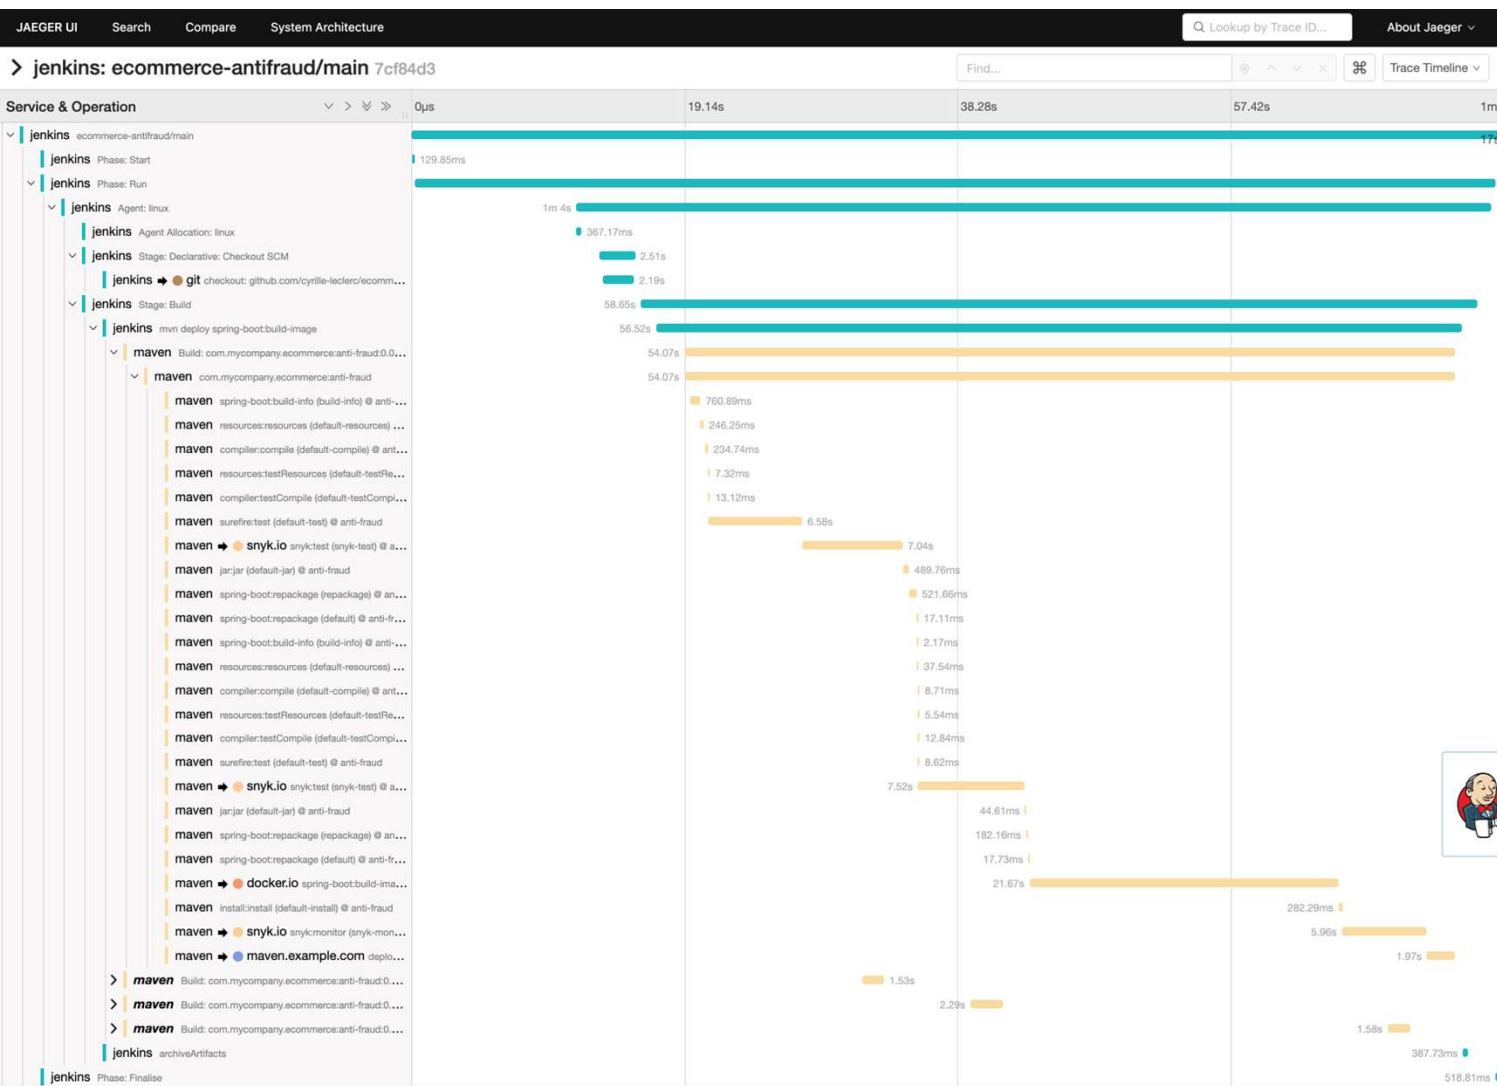 JAEGER UI Search Compare System Architecture Lookup by Trace ID... About Jaeger
jenkins: ecommerce-antifraud/main 7cf84d3 Find... ⌘ Trace Timeline
Service & Operation 0μs 19.14s 38.28s 57.42s 1m
jenkins ecommerce-antifraud/main 17s
jenkins Phase: Start 129.85ms
jenkins Phase: Run
jenkins Agent: linux 1m 4s
jenkins Agent Allocation: linux 367.17ms
jenkins Stage: Declarative: Checkout SCM 2.51s
jenkins ➡ git checkout: github.com/cyrille-leclerc/ecomm... 2.19s
jenkins Stage: Build 58.65s
jenkins mvn deploy spring-boot:build-image 56.52s
maven Build: com.mycompany.ecommerce:anti-fraud:0.0... 54.07s
maven com.mycompany.ecommerce:anti-fraud 54.07s
maven spring-boot:build-info (build-info) @ anti-... 760.89ms
maven resources:resources (default-resources) ... 246.25ms
maven compiler:compile (default-compile) @ ant... 234.74ms
maven resources:testResources (default-testRe... 7.32ms
maven compiler:testCompile (default-testCompi... 13.12ms
maven surefire:test (default-test) @ anti-fraud 6.58s
maven ➡ snyk.io snyk:test (snyk-test) @ a... 7.04s
maven jar:jar (default-jar) @ anti-fraud 489.76ms
maven spring-boot:repackage (repackage) @ an... 521.66ms
maven spring-boot:repackage (default) @ anti-fr... 17.11ms
maven spring-boot:build-info (build-info) @ anti-... 2.17ms
maven resources:resources (default-resources) ... 37.54ms
maven compiler:compile (default-compile) @ ant... 8.71ms
maven resources:testResources (default-testRe... 5.54ms
maven compiler:testCompile (default-testCompi... 12.84ms
maven surefire:test (default-test) @ anti-fraud 8.62ms
maven ➡ snyk.io snyk:test (snyk-test) @ a... 7.52s
maven jar:jar (default-jar) @ anti-fraud 44.61ms
maven spring-boot:repackage (repackage) @ an... 182.16ms
maven spring-boot:repackage (default) @ anti-fr... 17.73ms
maven ➡ docker.io spring-boot:build-ima... 21.67s
maven install:install (default-install) @ anti-fraud 282.29ms
maven ➡ snyk.io snyk:monitor (snyk-mon... 5.96s
maven ➡ maven.example.com deplo... 1.97s
maven Build: com.mycompany.ecommerce:anti-fraud:0.... 1.53s
maven Build: com.mycompany.ecommerce:anti-fraud:0.... 2.29s
maven Build: com.mycompany.ecommerce:anti-fraud:0.... 1.58s
jenkins archiveArtifacts 387.73ms
jenkins Phase: Finalise 518.81ms